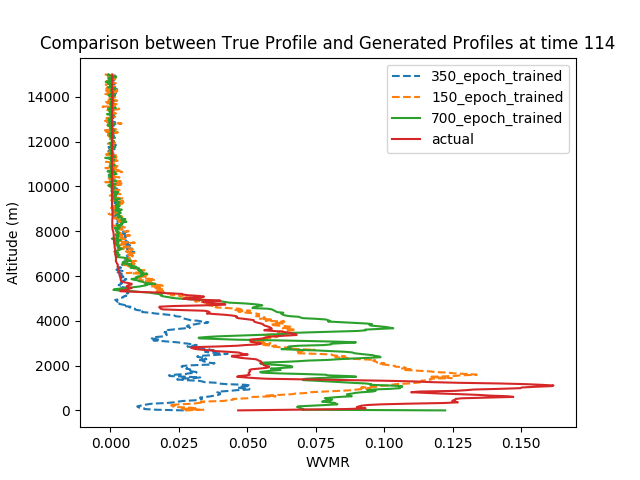 Comparison between True Profile and Generated Profiles at time 114
350_epoch_trained
150_epoch_trained
700_epoch_trained
actual
Altitude (m)
14000
12000
10000
8000
6000
4000
2000
0
0.000 0.025 0.050 0.075 0.100 0.125 0.150
WVMR